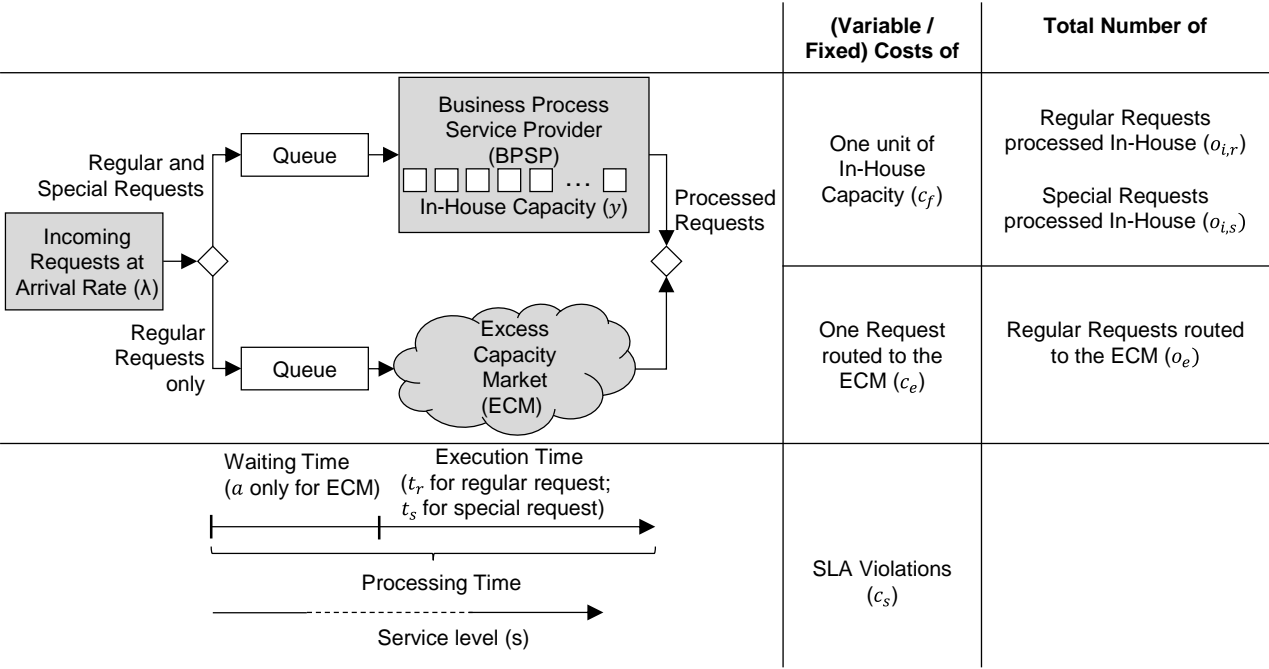 (Variable /
Fixed) Costs of
Total Number of
Regular and
Special Requests
Queue
Business Process
Service Provider
(BPSP)
...
In-House Capacity (y)
Processed
Requests
Incoming
Requests at
Arrival Rate (λ)
One unit of
In-House
Capacity (c_f)
Regular Requests
processed In-House (o_{i,r})
Special Requests
processed In-House (o_{i,s})
Regular
Requests
only
Queue
Excess
Capacity
Market
(ECM)
One Request
routed to the
ECM (c_e)
Regular Requests routed
to the ECM (o_e)
Waiting Time
(a only for ECM)
Execution Time
(t_r for regular request;
t_s for special request)
Processing Time
Service level (s)
SLA Violations
(c_s)